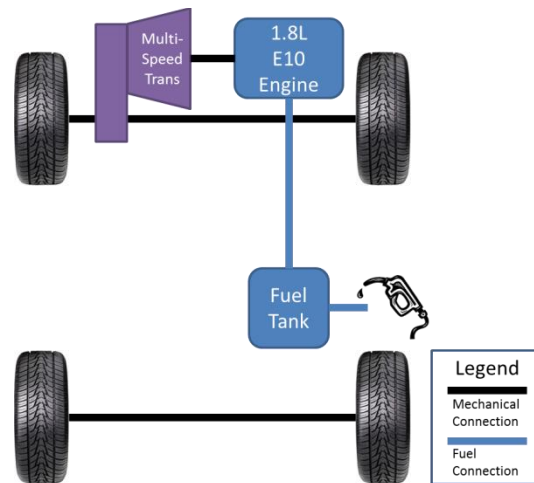 Multi-
Speed
Trans
1.8L
E10
Engine
Fuel
Tank
Legend
Mechanical
Connection
Fuel
Connection